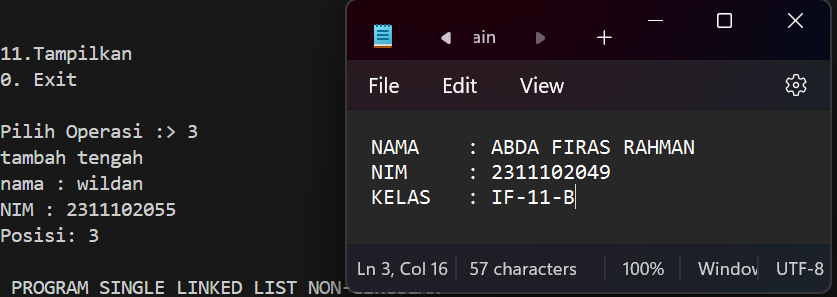 11.Tampilkan
0. Exit
Pilih Operasi :> 3
tambah tengah
nama : wildan
NIM : 2311102055
Posisi: 3
PROGRAM SINGLE LINKED LIST NON-
ain
File Edit View
NAMA : ABDA FIRAS RAHMAN
NIM : 2311102049
KELAS : IF-11-B
Ln 3, Col 16 57 characters 100% Window UTF-8